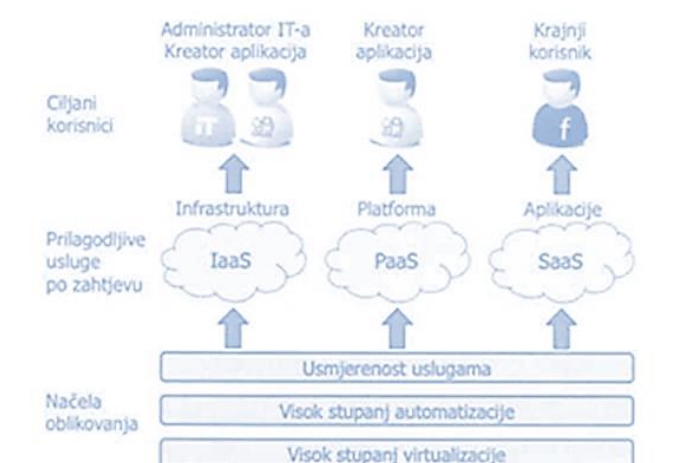 Administrator IT-a
Kreator aplikacija
Kreator
aplikacija
Krajnji
korisnik
Ciljani
korisnici
IT
f
Infrastruktura
Platforma
Aplikacije
Prilagodljive
usluge
po zahtjevu
IaaS
PaaS
SaaS
Usmjerenost uslugama
Načela
oblikovanja
Visok stupanj automatizacije
Visok stupanj virtualizacije